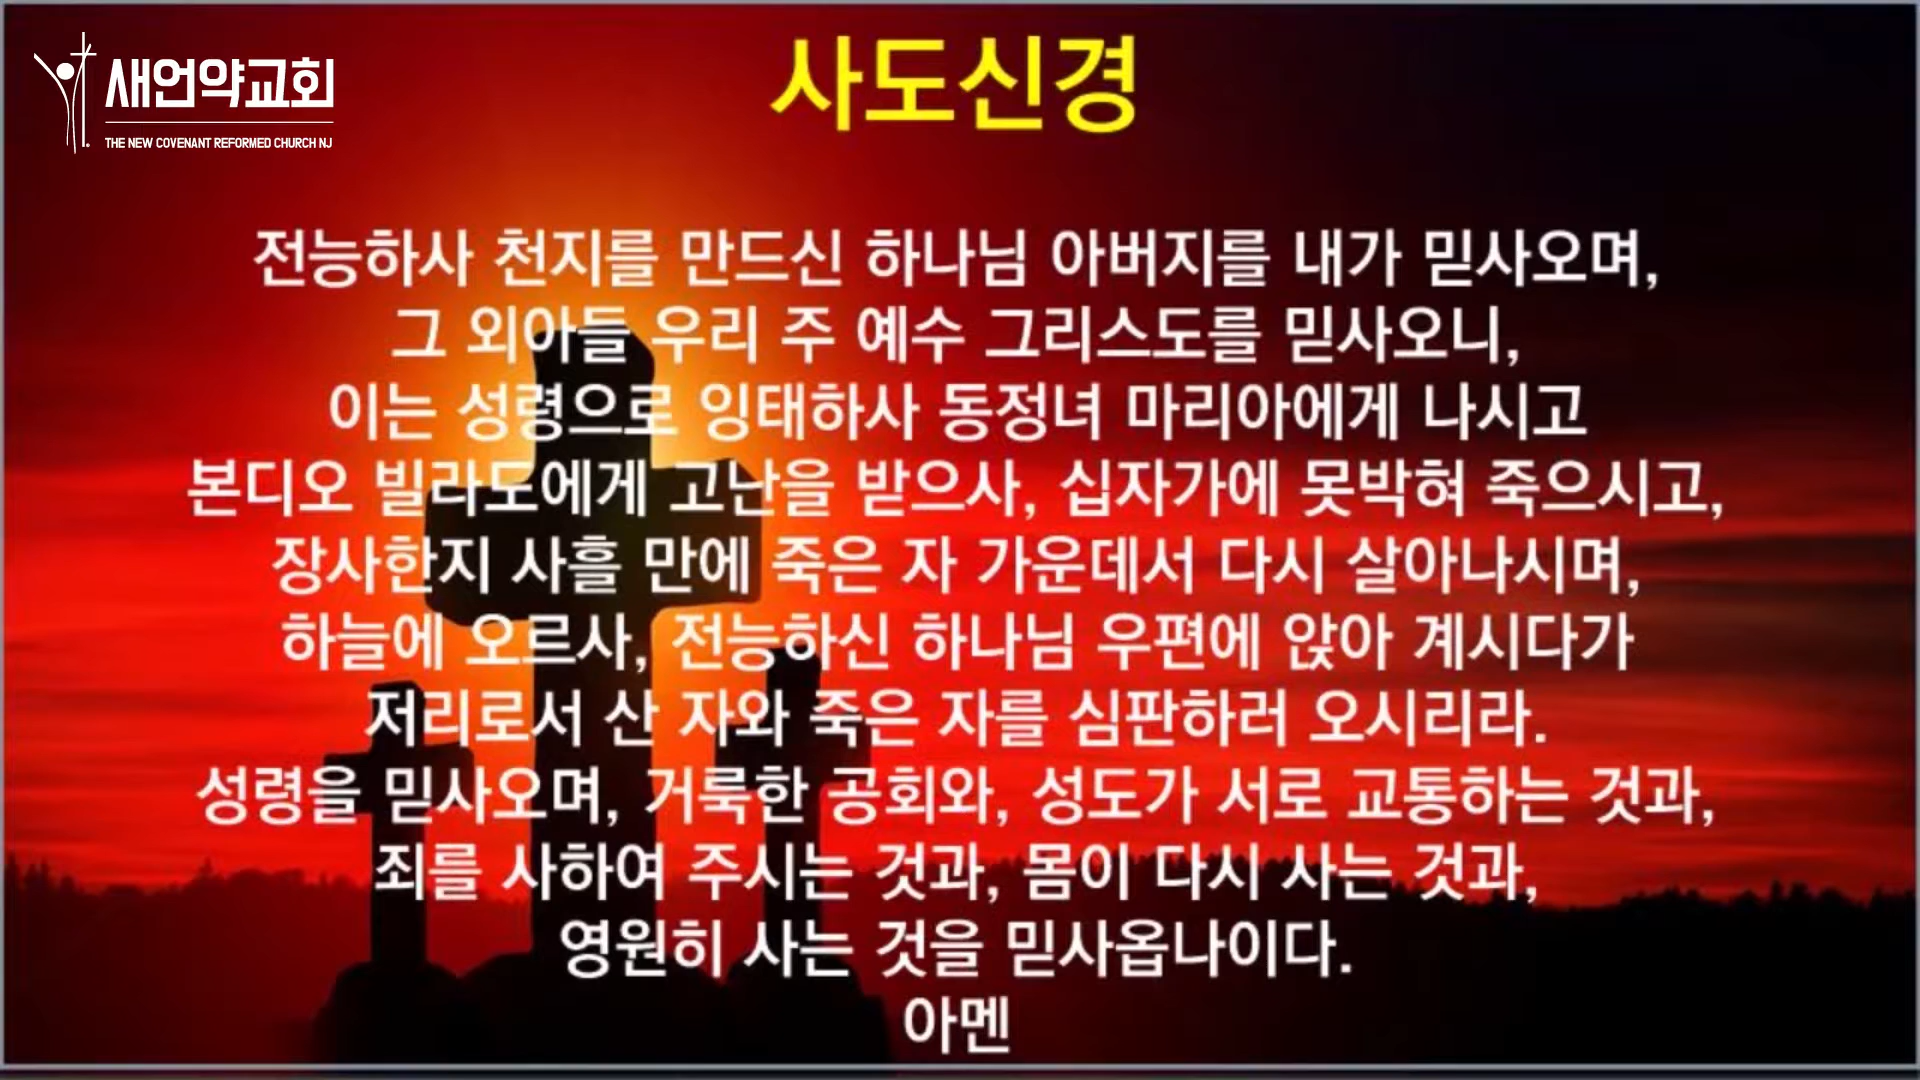 새언약교회
THE NEW COVENANT REFORMED CHURCH NJ
사도신경
전능하사 천지를 만드신 하나님 아버지를 내가 믿사오며,
그 외아들 우리 주 예수 그리스도를 믿사오니,
이는 성령으로 잉태하사 동정녀 마리아에게 나시고
본디오 빌라도에게 고난을 받으사, 십자가에 못박혀 죽으시고,
장사한지 사흘 만에 죽은 자 가운데서 다시 살아나시며,
하늘에 오르사, 전능하신 하나님 우편에 앉아 계시다가
저리로서 산 자와 죽은 자를 심판하러 오시리라.
성령을 믿사오며, 거룩한 공회와, 성도가 서로 교통하는 것과,
죄를 사하여 주시는 것과, 몸이 다시 사는 것과,
영원히 사는 것을 믿사옵나이다.
아멘